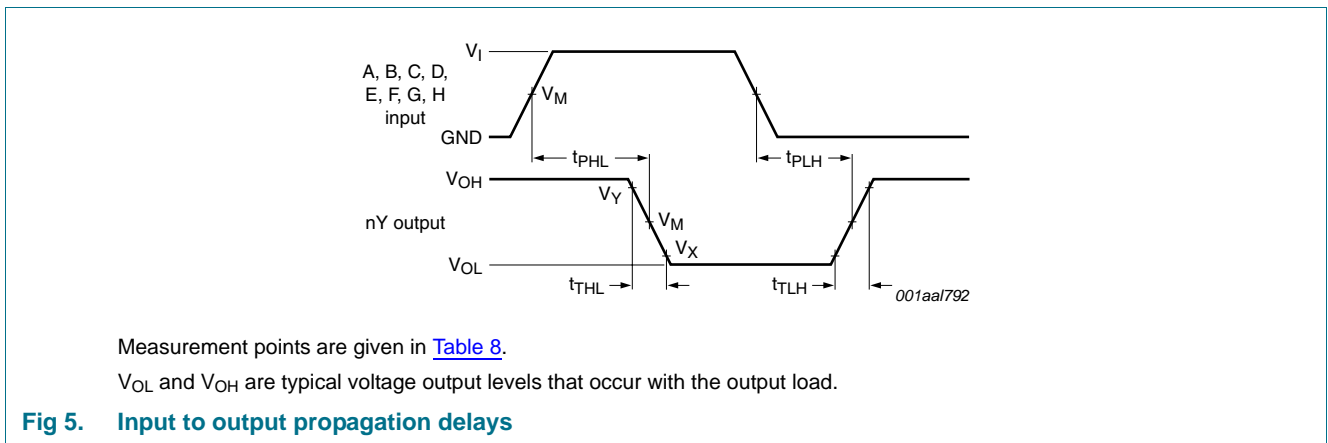 V_I
A, B, C, D,
E, F, G, H
input
V_M
GND
t_PHL
t_PLH
V_OH
V_Y
nY output
V_M
V_X
V_OL
t_THL
t_TLH
001aal792
Measurement points are given in Table 8.
V_OL and V_OH are typical voltage output levels that occur with the output load.
Fig 5. Input to output propagation delays